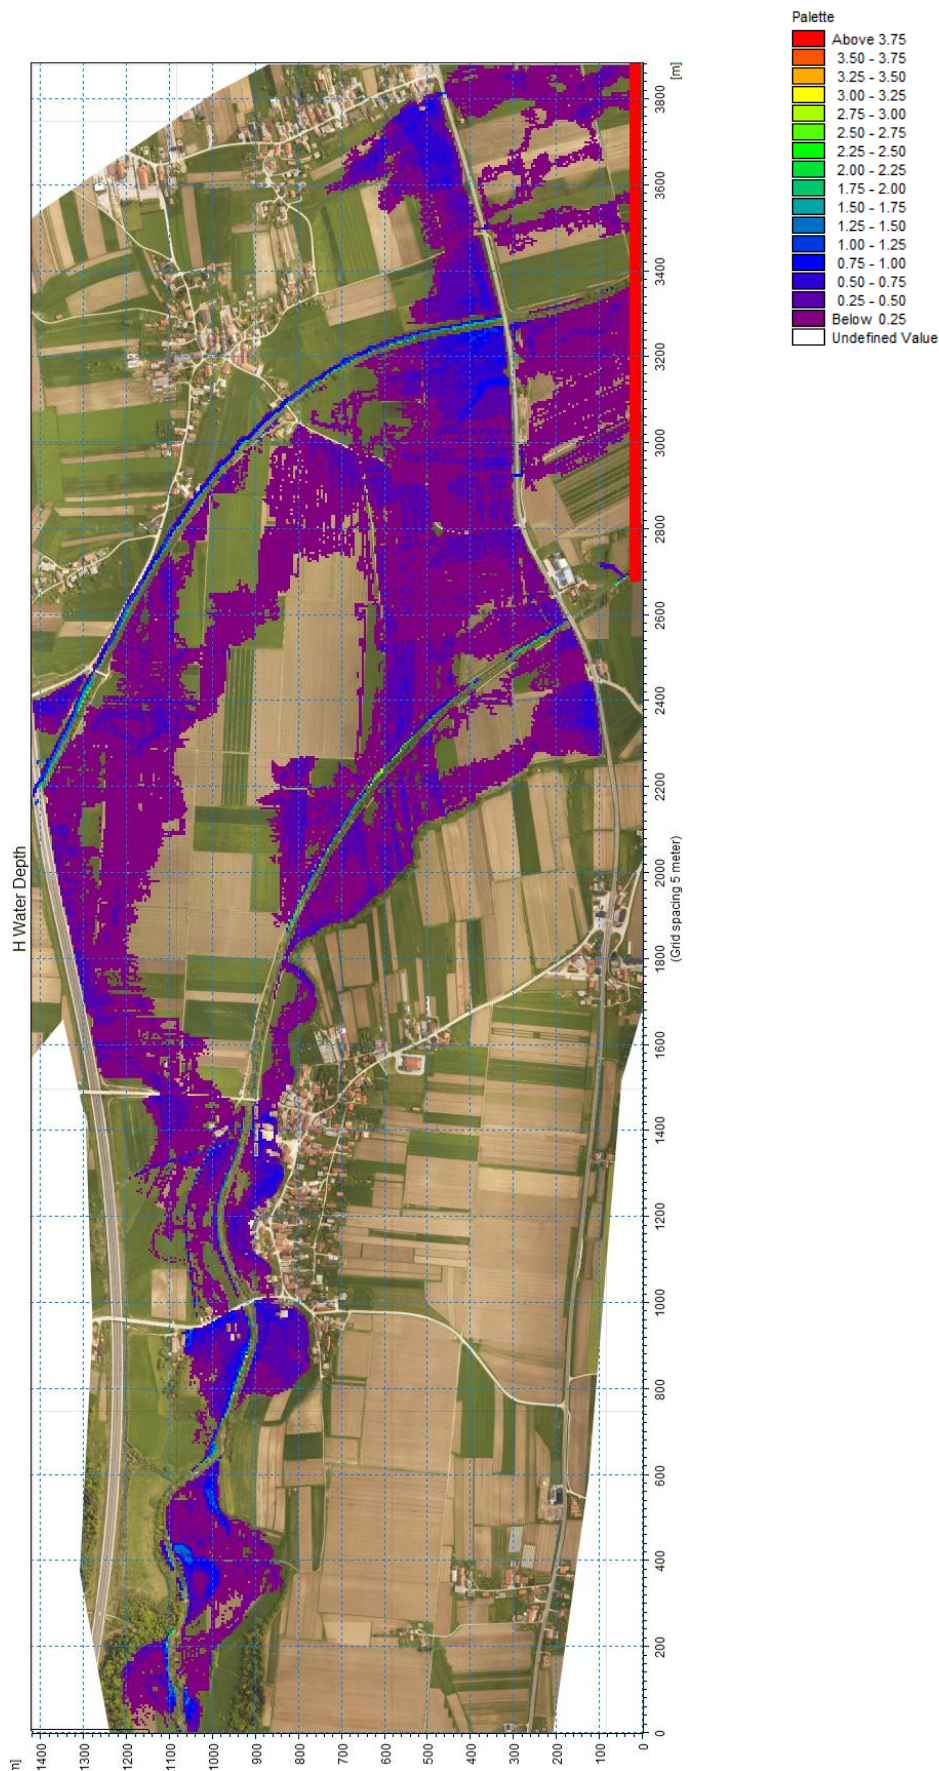 Palette
Above 3.75
3.50 - 3.75
3.25 - 3.50
3.00 - 3.25
2.75 - 3.00
2.50 - 2.75
2.25 - 2.50
2.00 - 2.25
1.75 - 2.00
1.50 - 1.75
1.25 - 1.50
1.00 - 1.25
0.75 - 1.00
0.50 - 0.75
0.25 - 0.50
Below 0.25
Undefined Value
H Water Depth
[m]
3800
3600
3400
3200
3000
2800
2600
2400
2200
2000
1800
1600
1400
1200
1000
800
600
400
200
0
(Grid spacing 5 meter)
1400
1300
1200
1100
1000
900
800
700
600
500
400
300
200
100
0